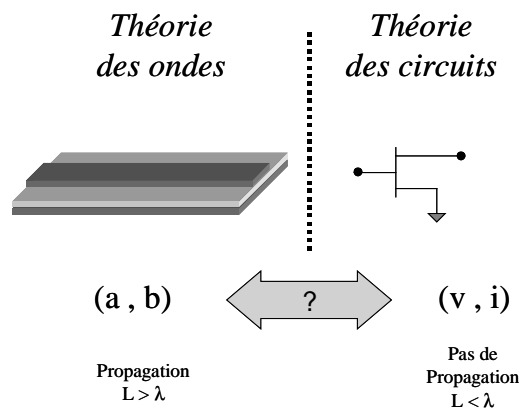 Théorie
des ondes
Théorie
des circuits
(a , b)
?
(v , i)
Propagation
L > λ
Pas de
Propagation
L < λ